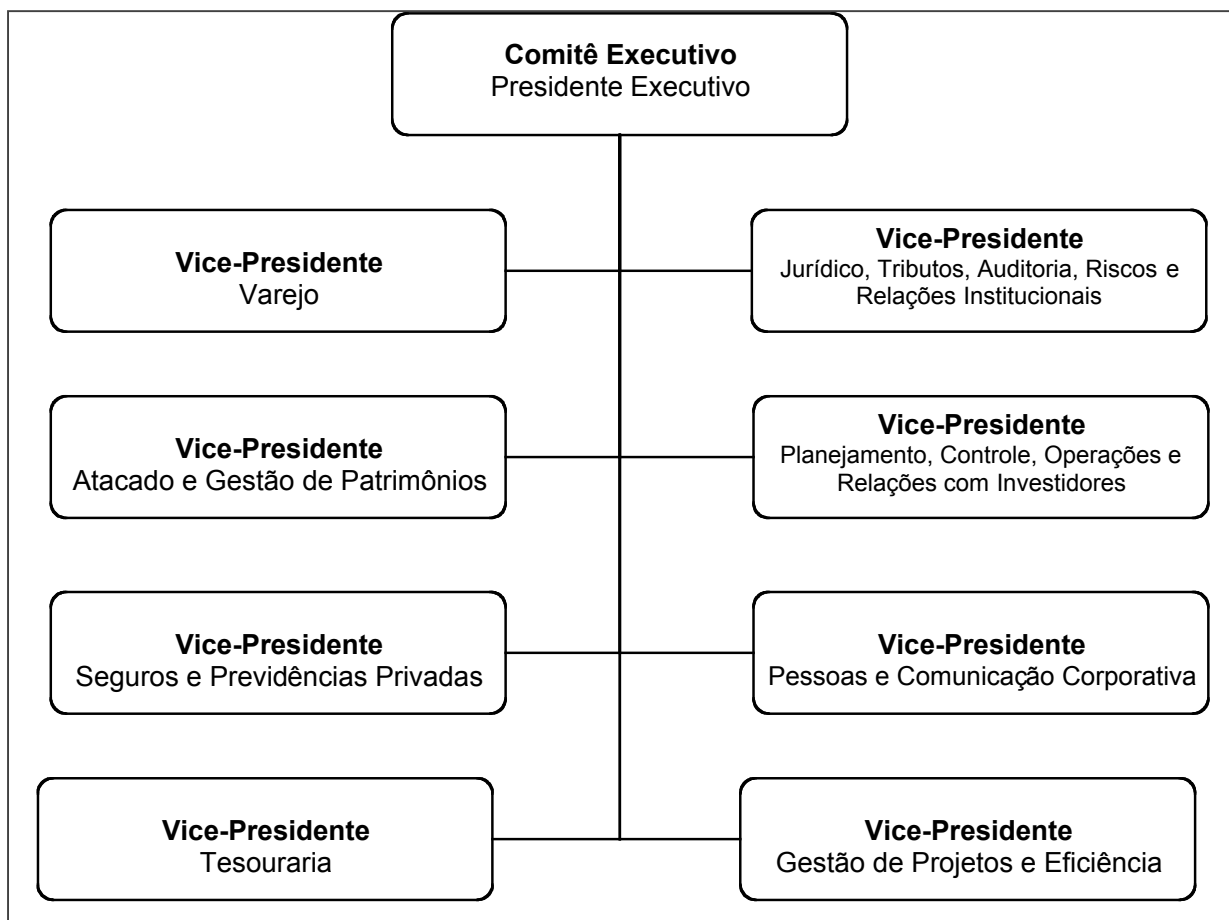 Comitê Executivo
Presidente Executivo
Vice-Presidente
Varejo
Vice-Presidente
Jurídico, Tributos, Auditoria, Riscos e
Relações Institucionais
Vice-Presidente
Atacado e Gestão de Patrimônios
Vice-Presidente
Planejamento, Controle, Operações e
Relações com Investidores
Vice-Presidente
Seguros e Previdências Privadas
Vice-Presidente
Pessoas e Comunicação Corporativa
Vice-Presidente
Tesouraria
Vice-Presidente
Gestão de Projetos e Eficiência